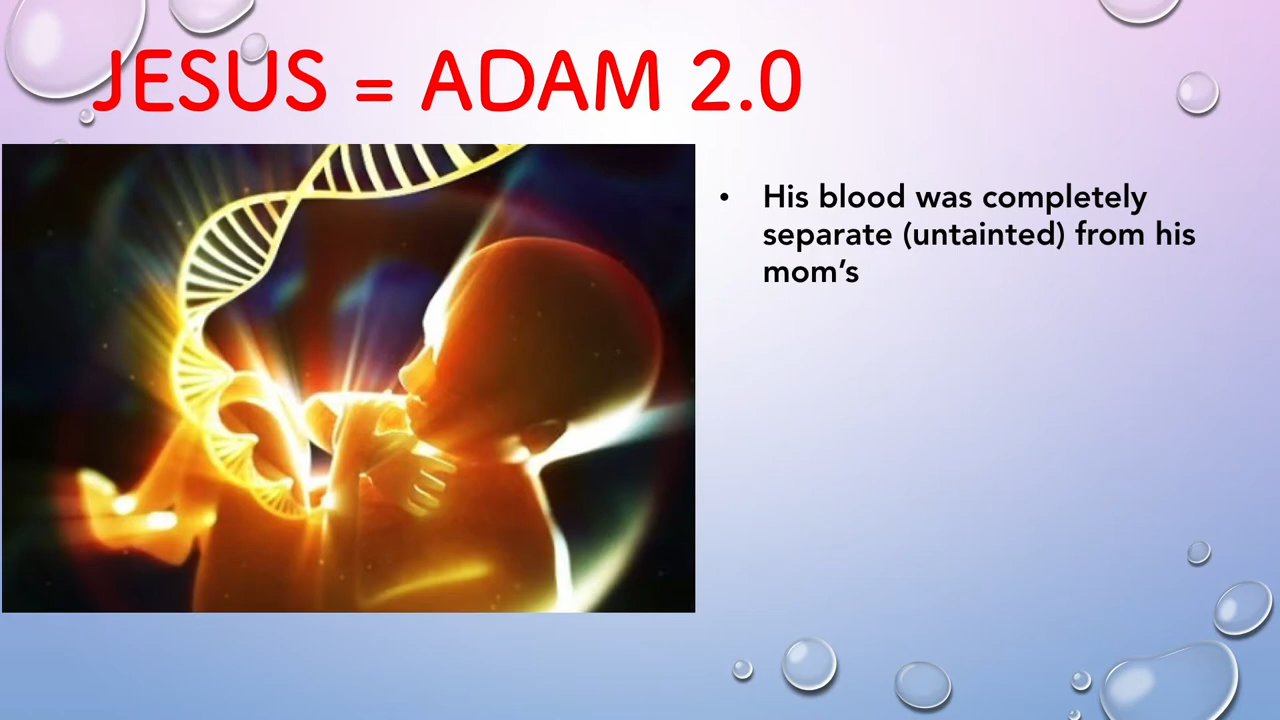 JESUS = ADAM 2.0
• His blood was completely
separate (untainted) from his
mom’s